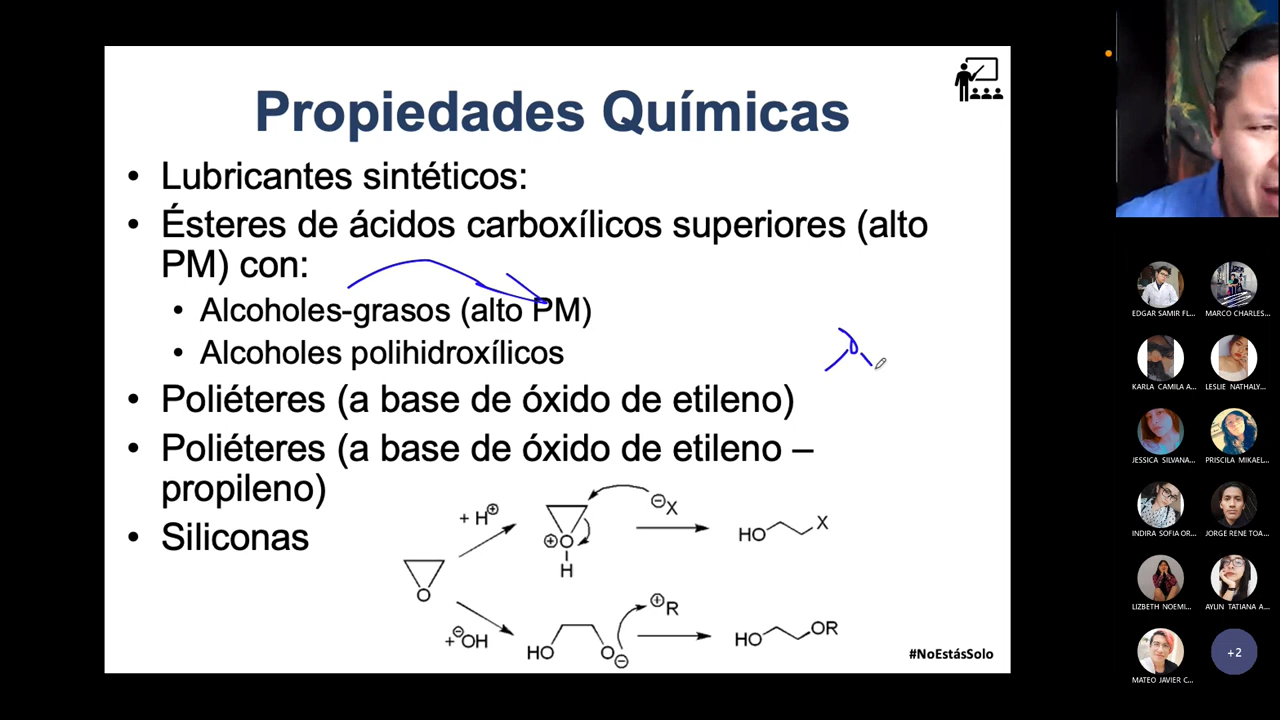 Propiedades Químicas
• Lubricantes sintéticos:
• Ésteres de ácidos carboxílicos superiores (alto
PM) con:
• Alcoholes-grasos (alto PM)
• Alcoholes polihidroxílicos
• Poliéteres (a base de óxido de etileno)
• Poliéteres (a base de óxido de etileno –
propileno)
• Siliconas
+ H⊕
⊖X
⊕O
H
HO X
O
+⊖OH
HO O⊖
⊕R
HO OR
#NoEstásSolo
EDGAR SAMIR FL...
MARCO CHARLES...
KARLA CAMILA A...
LESLIE NATHALY...
JESSICA SILVANA...
PRISCILA MIKAEL...
INDIRA SOFIA OR...
JORGE RENE TOA...
LIZBETH NOEMI...
AYLIN TATIANA A...
MATEO JAVIER C...
+2